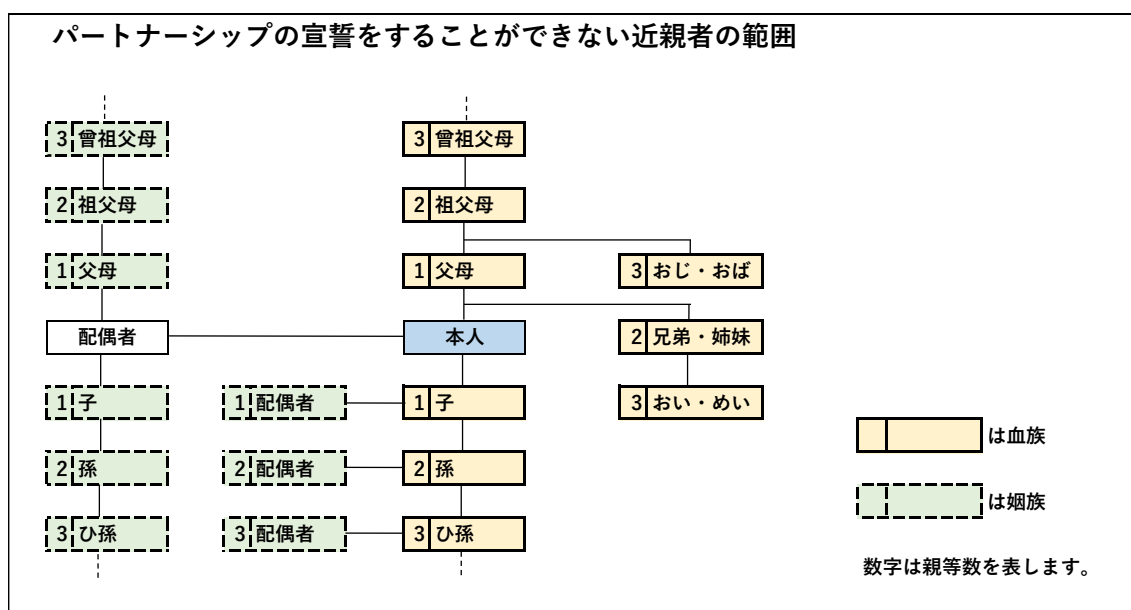 パートナーシップの宣誓をすることができない近親者の範囲
3 曾祖父母
3 曾祖父母
2 祖父母
2 祖父母
1 父母
1 父母
3 おじ・おば
配偶者
本人
2 兄弟・姉妹
1 子
1 配偶者
1 子
3 おい・めい
は血族
2 孫
2 配偶者
2 孫
は姻族
3 ひ孫
3 配偶者
3 ひ孫
数字は親等数を表します。